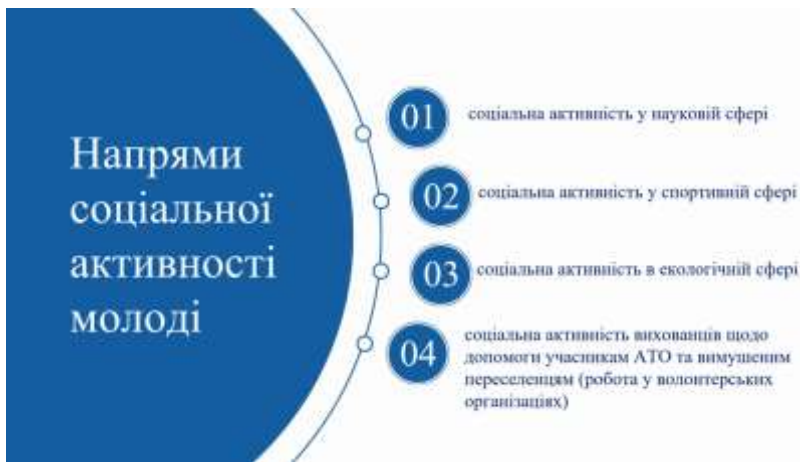 Напрями
соціальної
активності
молоді
01
соціальна активність у науковій сфері
02
соціальна активність у спортивній сфері
03
соціальна активність в екологічній сфері
04
соціальна активність вихованців щодо
допомоги учасникам АТО та вимушеним
переселенцям (робота у волонтерських
організаціях)